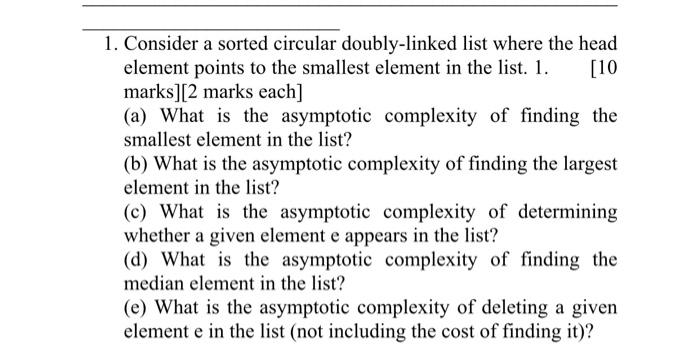 1. Consider a sorted circular doubly-linked list where the head
element points to the smallest element in the list. 1. [10
marks][2 marks each]
(a) What is the asymptotic complexity of finding the
smallest element in the list?
(b) What is the asymptotic complexity of finding the largest
element in the list?
(c) What is the asymptotic complexity of determining
whether a given element e appears in the list?
(d) What is the asymptotic complexity of finding the
median element in the list?
(e) What is the asymptotic complexity of deleting a given
element e in the list (not including the cost of finding it)?